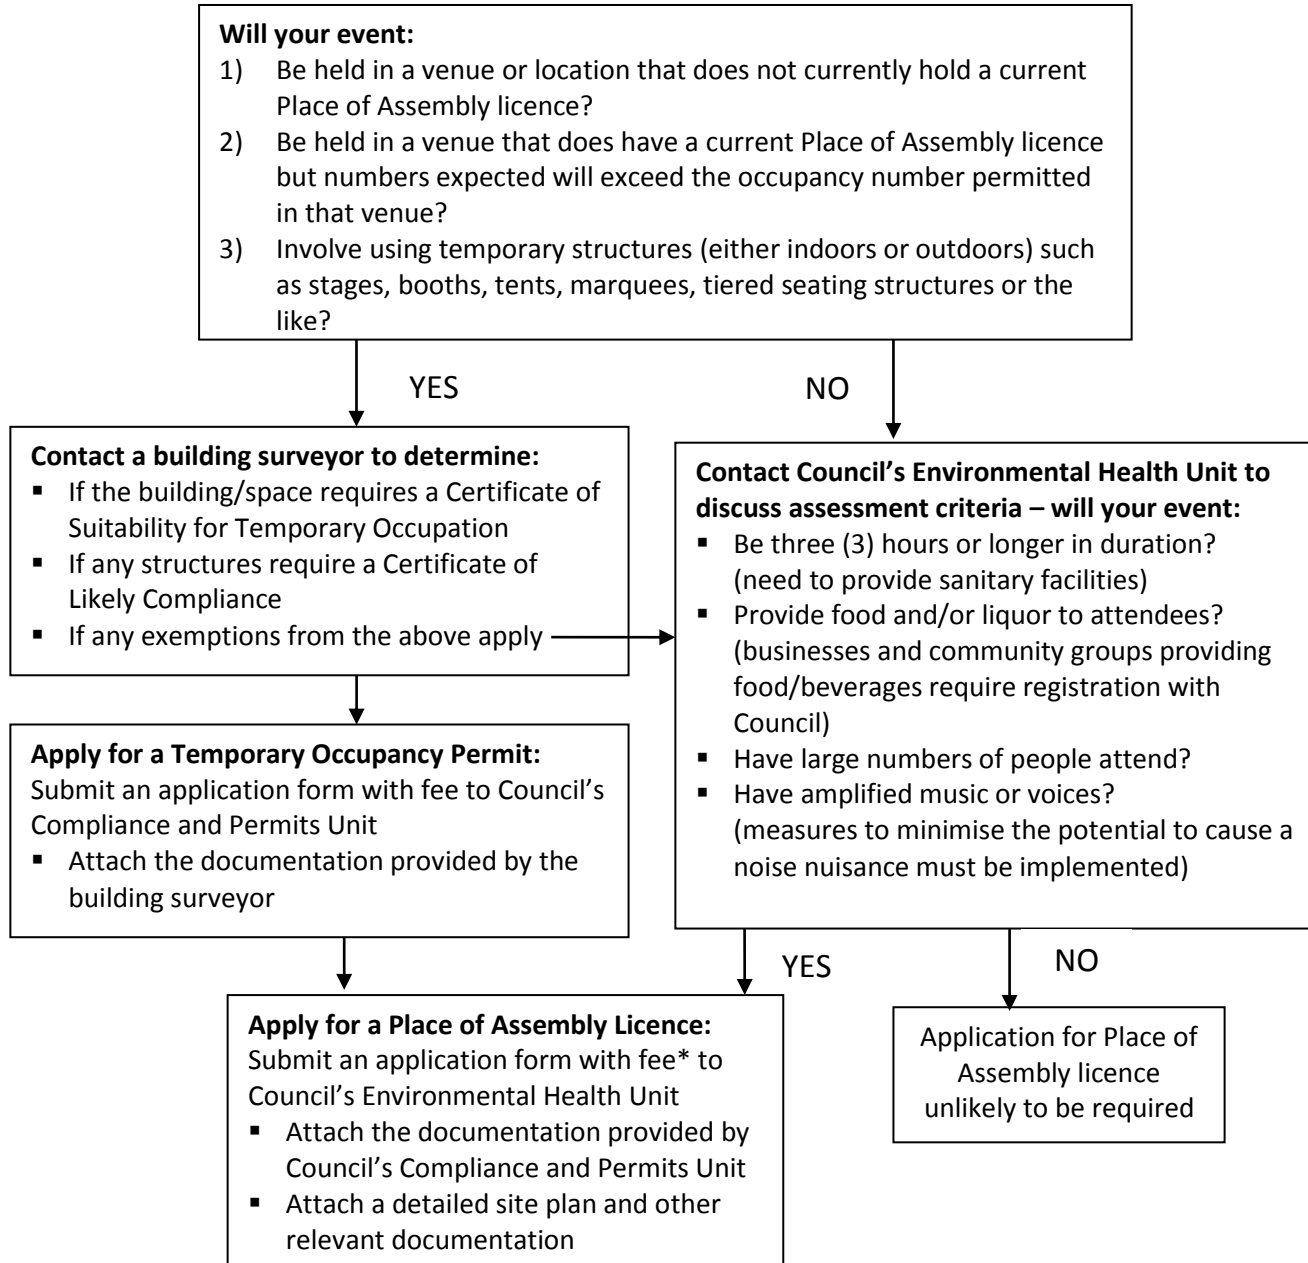 Will your event:
1) Be held in a venue or location that does not currently hold a current
Place of Assembly licence?
2) Be held in a venue that does have a current Place of Assembly licence
but numbers expected will exceed the occupancy number permitted
in that venue?
3) Involve using temporary structures (either indoors or outdoors) such
as stages, booths, tents, marquees, tiered seating structures or the
like?
YES
NO
Contact a building surveyor to determine:
▪ If the building/space requires a Certificate of
Suitability for Temporary Occupation
▪ If any structures require a Certificate of
Likely Compliance
▪ If any exemptions from the above apply
Contact Council's Environmental Health Unit to
discuss assessment criteria – will your event:
▪ Be three (3) hours or longer in duration?
(need to provide sanitary facilities)
▪ Provide food and/or liquor to attendees?
(businesses and community groups providing
food/beverages require registration with
Council)
▪ Have large numbers of people attend?
▪ Have amplified music or voices?
(measures to minimise the potential to cause a
noise nuisance must be implemented)
Apply for a Temporary Occupancy Permit:
Submit an application form with fee to Council's
Compliance and Permits Unit
▪ Attach the documentation provided by the
building surveyor
YES
NO
Apply for a Place of Assembly Licence:
Submit an application form with fee* to
Council's Environmental Health Unit
▪ Attach the documentation provided by
Council's Compliance and Permits Unit
▪ Attach a detailed site plan and other
relevant documentation
Application for Place of
Assembly licence
unlikely to be required